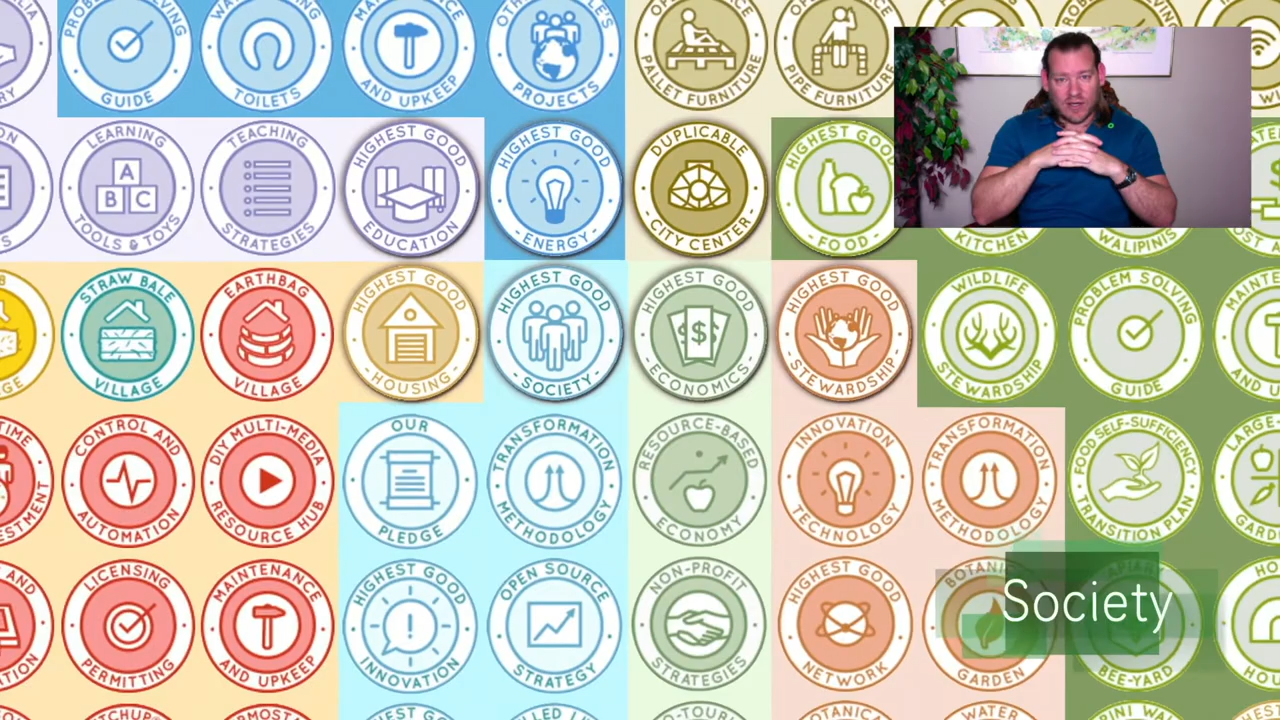 GUIDE
TOILETS
AND UPKEEP
PROJECTS
PALLET FURNITURE
PIPE FURNITURE
LEARNING
TOOLS & TOYS
A
B C
TEACHING
STRATEGIES
HIGHEST GOOD
EDUCATION
HIGHEST GOOD
-ENERGY-
DUPLICABLE
-CITY CENTER-
HIGHEST GOOD
-FOOD-
KITCHEN
WALIPINIS
STRAW BALE
VILLAGE
EARTHBAG
VILLAGE
HIGHEST GOOD
-HOUSING-
HIGHEST GOOD
-SOCIETY-
HIGHEST GOOD
ECONOMICS
HIGHEST GOOD
STEWARDSHIP
WILDLIFE
STEWARDSHIP
PROBLEM SOLVING
GUIDE
CONTROL AND
AUTOMATION
DIY MULTI-MEDIA
RESOURCE HUB
OUR
PLEDGE
TRANSFORMATION
METHODOLOGY
RESOURCE-BASED
ECONOMY
INNOVATION
TECHNOLOGY
TRANSFORMATION
METHODOLOGY
FOOD SELF-SUFFICIENCY
TRANSITION PLAN
LICENSING
PERMITTING
MAINTENANCE
AND UPKEEP
HIGHEST GOOD
INNOVATION
OPEN SOURCE
STRATEGY
NON-PROFIT
STRATEGIES
HIGHEST GOOD
NETWORK
GARDEN
Society
BEE-YARD